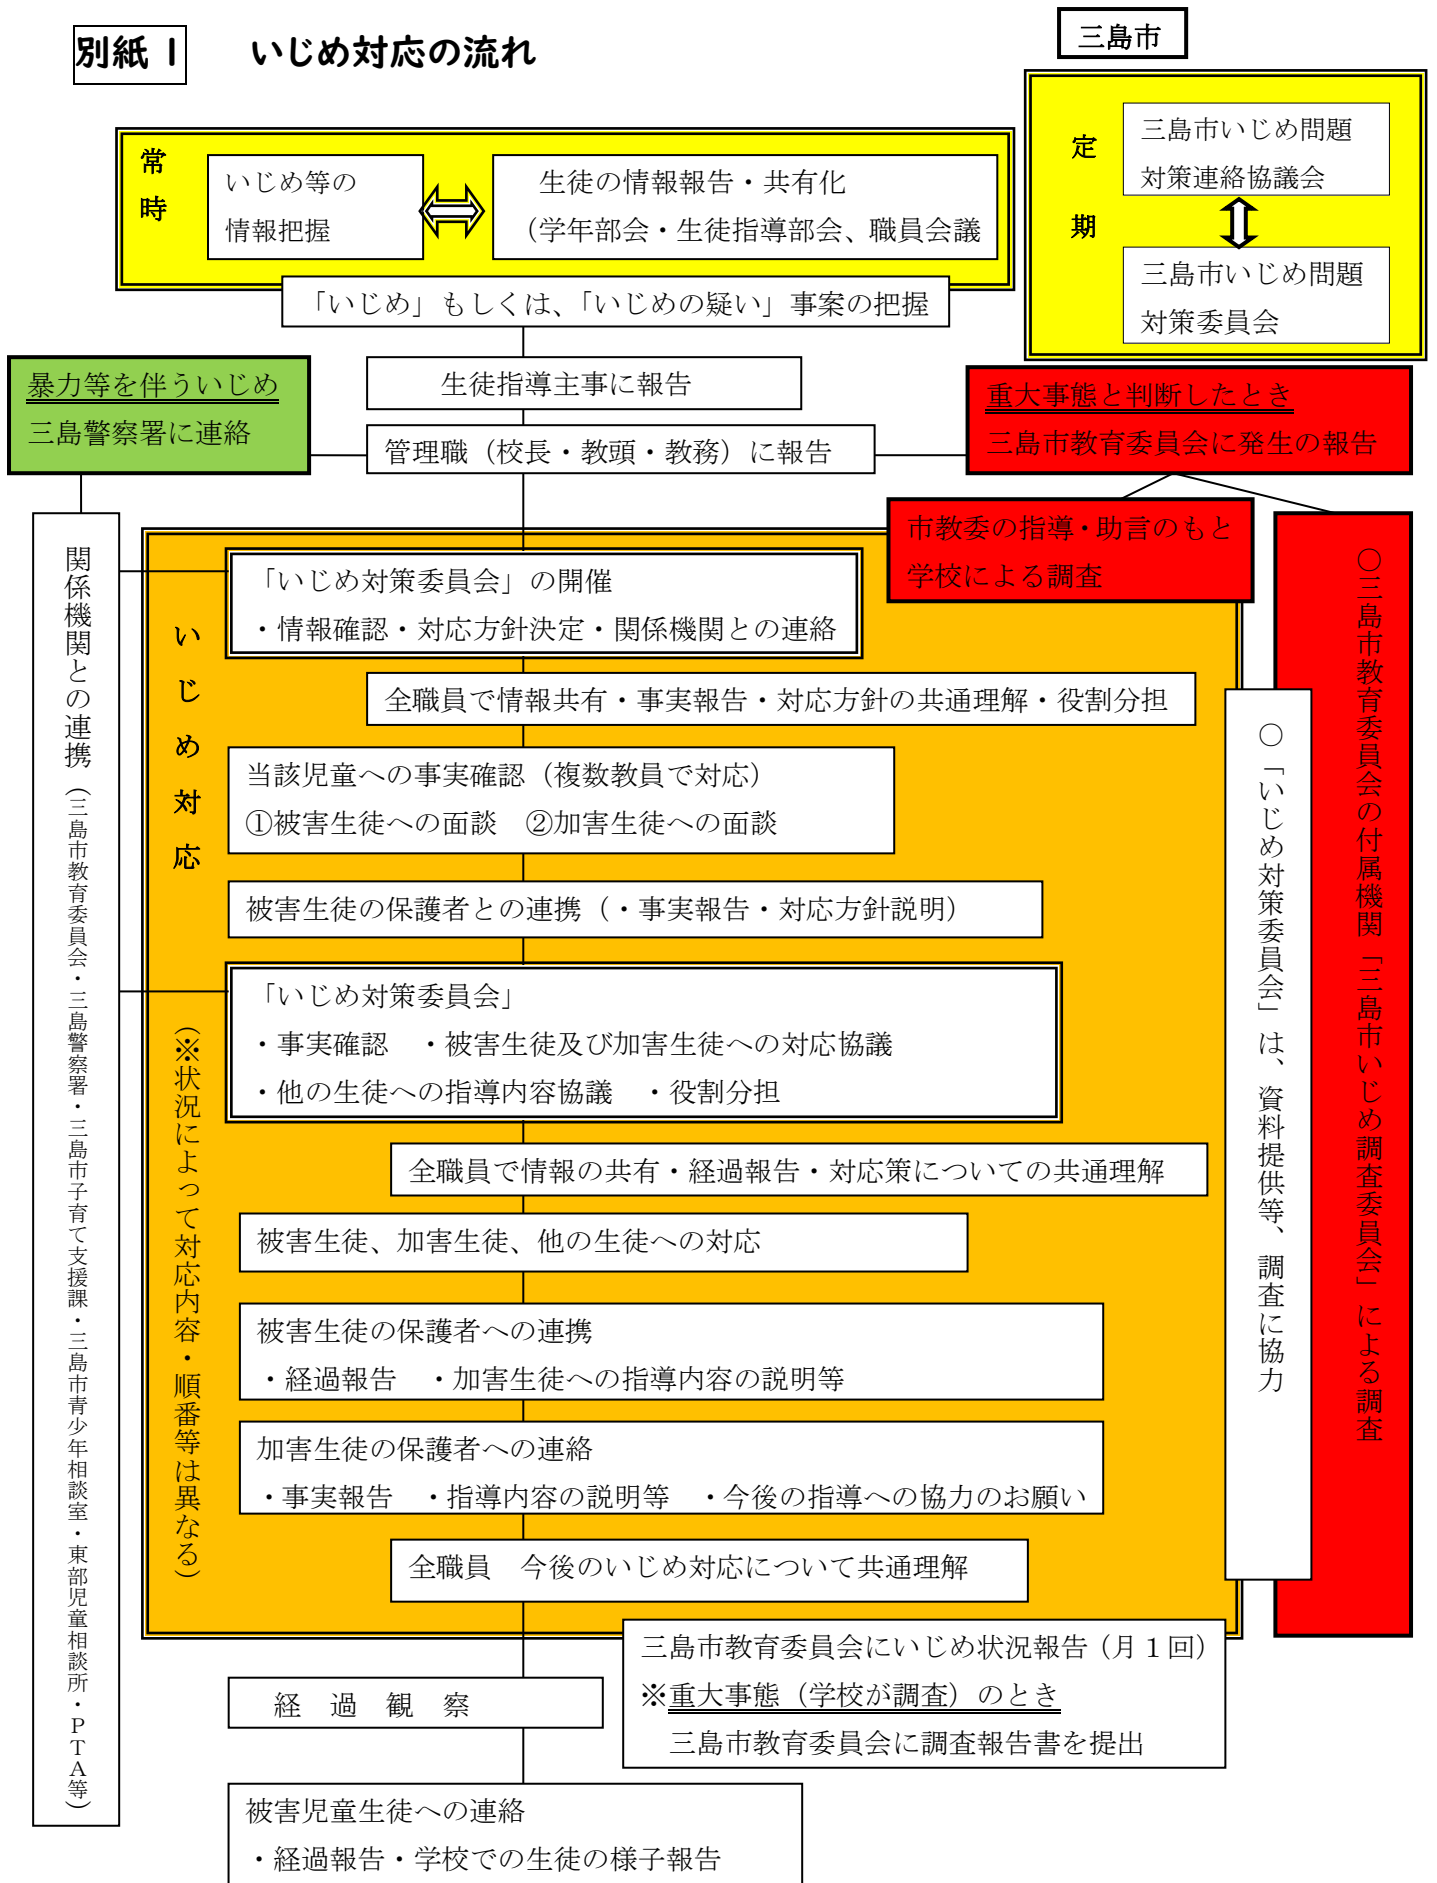 別紙1 いじめ対応の流れ
三島市
常時
いじめ等の
情報把握
生徒の情報報告・共有化
(学年部会・生徒指導部会、職員会議
定期
三島市いじめ問題
対策連絡協議会
三島市いじめ問題
対策委員会
「いじめ」もしくは、「いじめの疑い」事案の把握
暴力等を伴ういじめ
三島警察署に連絡
生徒指導主事に報告
管理職(校長・教頭・教務)に報告
重大事態と判断したとき
三島市教育委員会に発生の報告
市教委の指導・助言のもと
学校による調査
関係機関との連携(三島市教育委員会・三島警察署・三島市子育て支援課・三島市青少年相談室・東部児童相談所・PTA等)
いじめ対応
(※状況によって対応内容・順番等は異なる)
「いじめ対策委員会」の開催
・情報確認・対応方針決定・関係機関との連絡
全職員で情報共有・事実報告・対応方針の共通理解・役割分担
当該児童への事実確認(複数教員で対応)
①被害生徒への面談 ②加害生徒への面談
被害生徒の保護者との連携(・事実報告・対応方針説明)
「いじめ対策委員会」
・事実確認 ・被害生徒及び加害生徒への対応協議
・他の生徒への指導内容協議 ・役割分担
全職員で情報の共有・経過報告・対応策についての共通理解
被害生徒、加害生徒、他の生徒への対応
被害生徒の保護者への連携
・経過報告 ・加害生徒への指導内容の説明等
加害生徒の保護者への連絡
・事実報告 ・指導内容の説明等 ・今後の指導への協力のお願い
全職員 今後のいじめ対応について共通理解
○三島市教育委員会の付属機関「三島市いじめ調査委員会」による調査
○「いじめ対策委員会」は、資料提供等、調査に協力
三島市教育委員会にいじめ状況報告(月1回)
※重大事態(学校が調査)のとき
三島市教育委員会に調査報告書を提出
経過観察
被害児童生徒への連絡
・経過報告・学校での生徒の様子報告